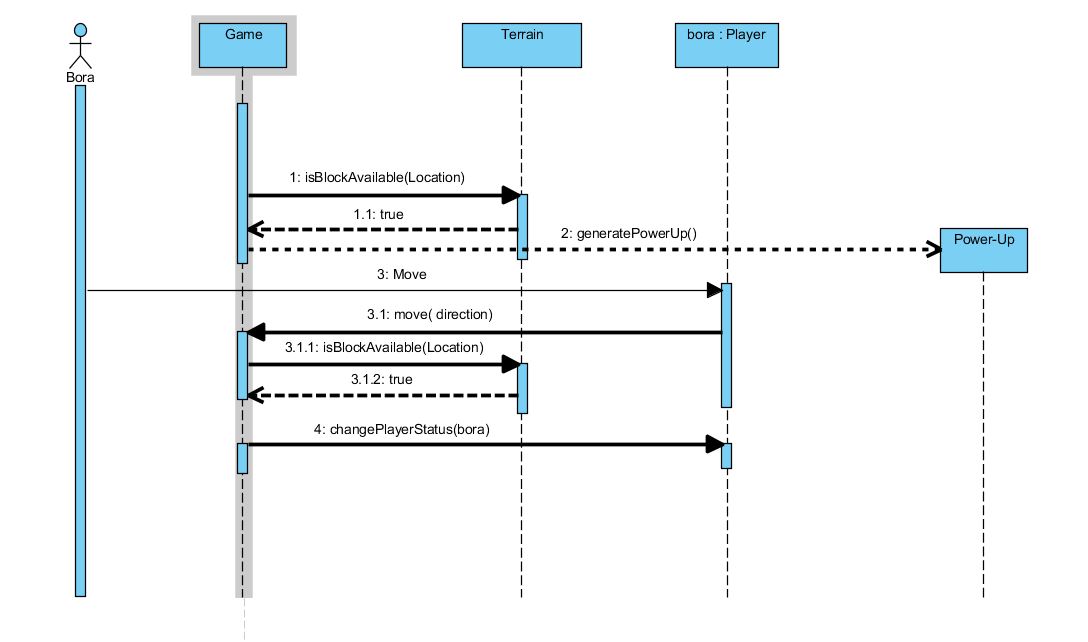 Game
Terrain
bora : Player
Bora
1: isBlockAvailable(Location)
1.1: true
2: generatePowerUp()
Power-Up
3: Move
3.1: move( direction)
3.1.1: isBlockAvailable(Location)
3.1.2: true
4: changePlayerStatus(bora)